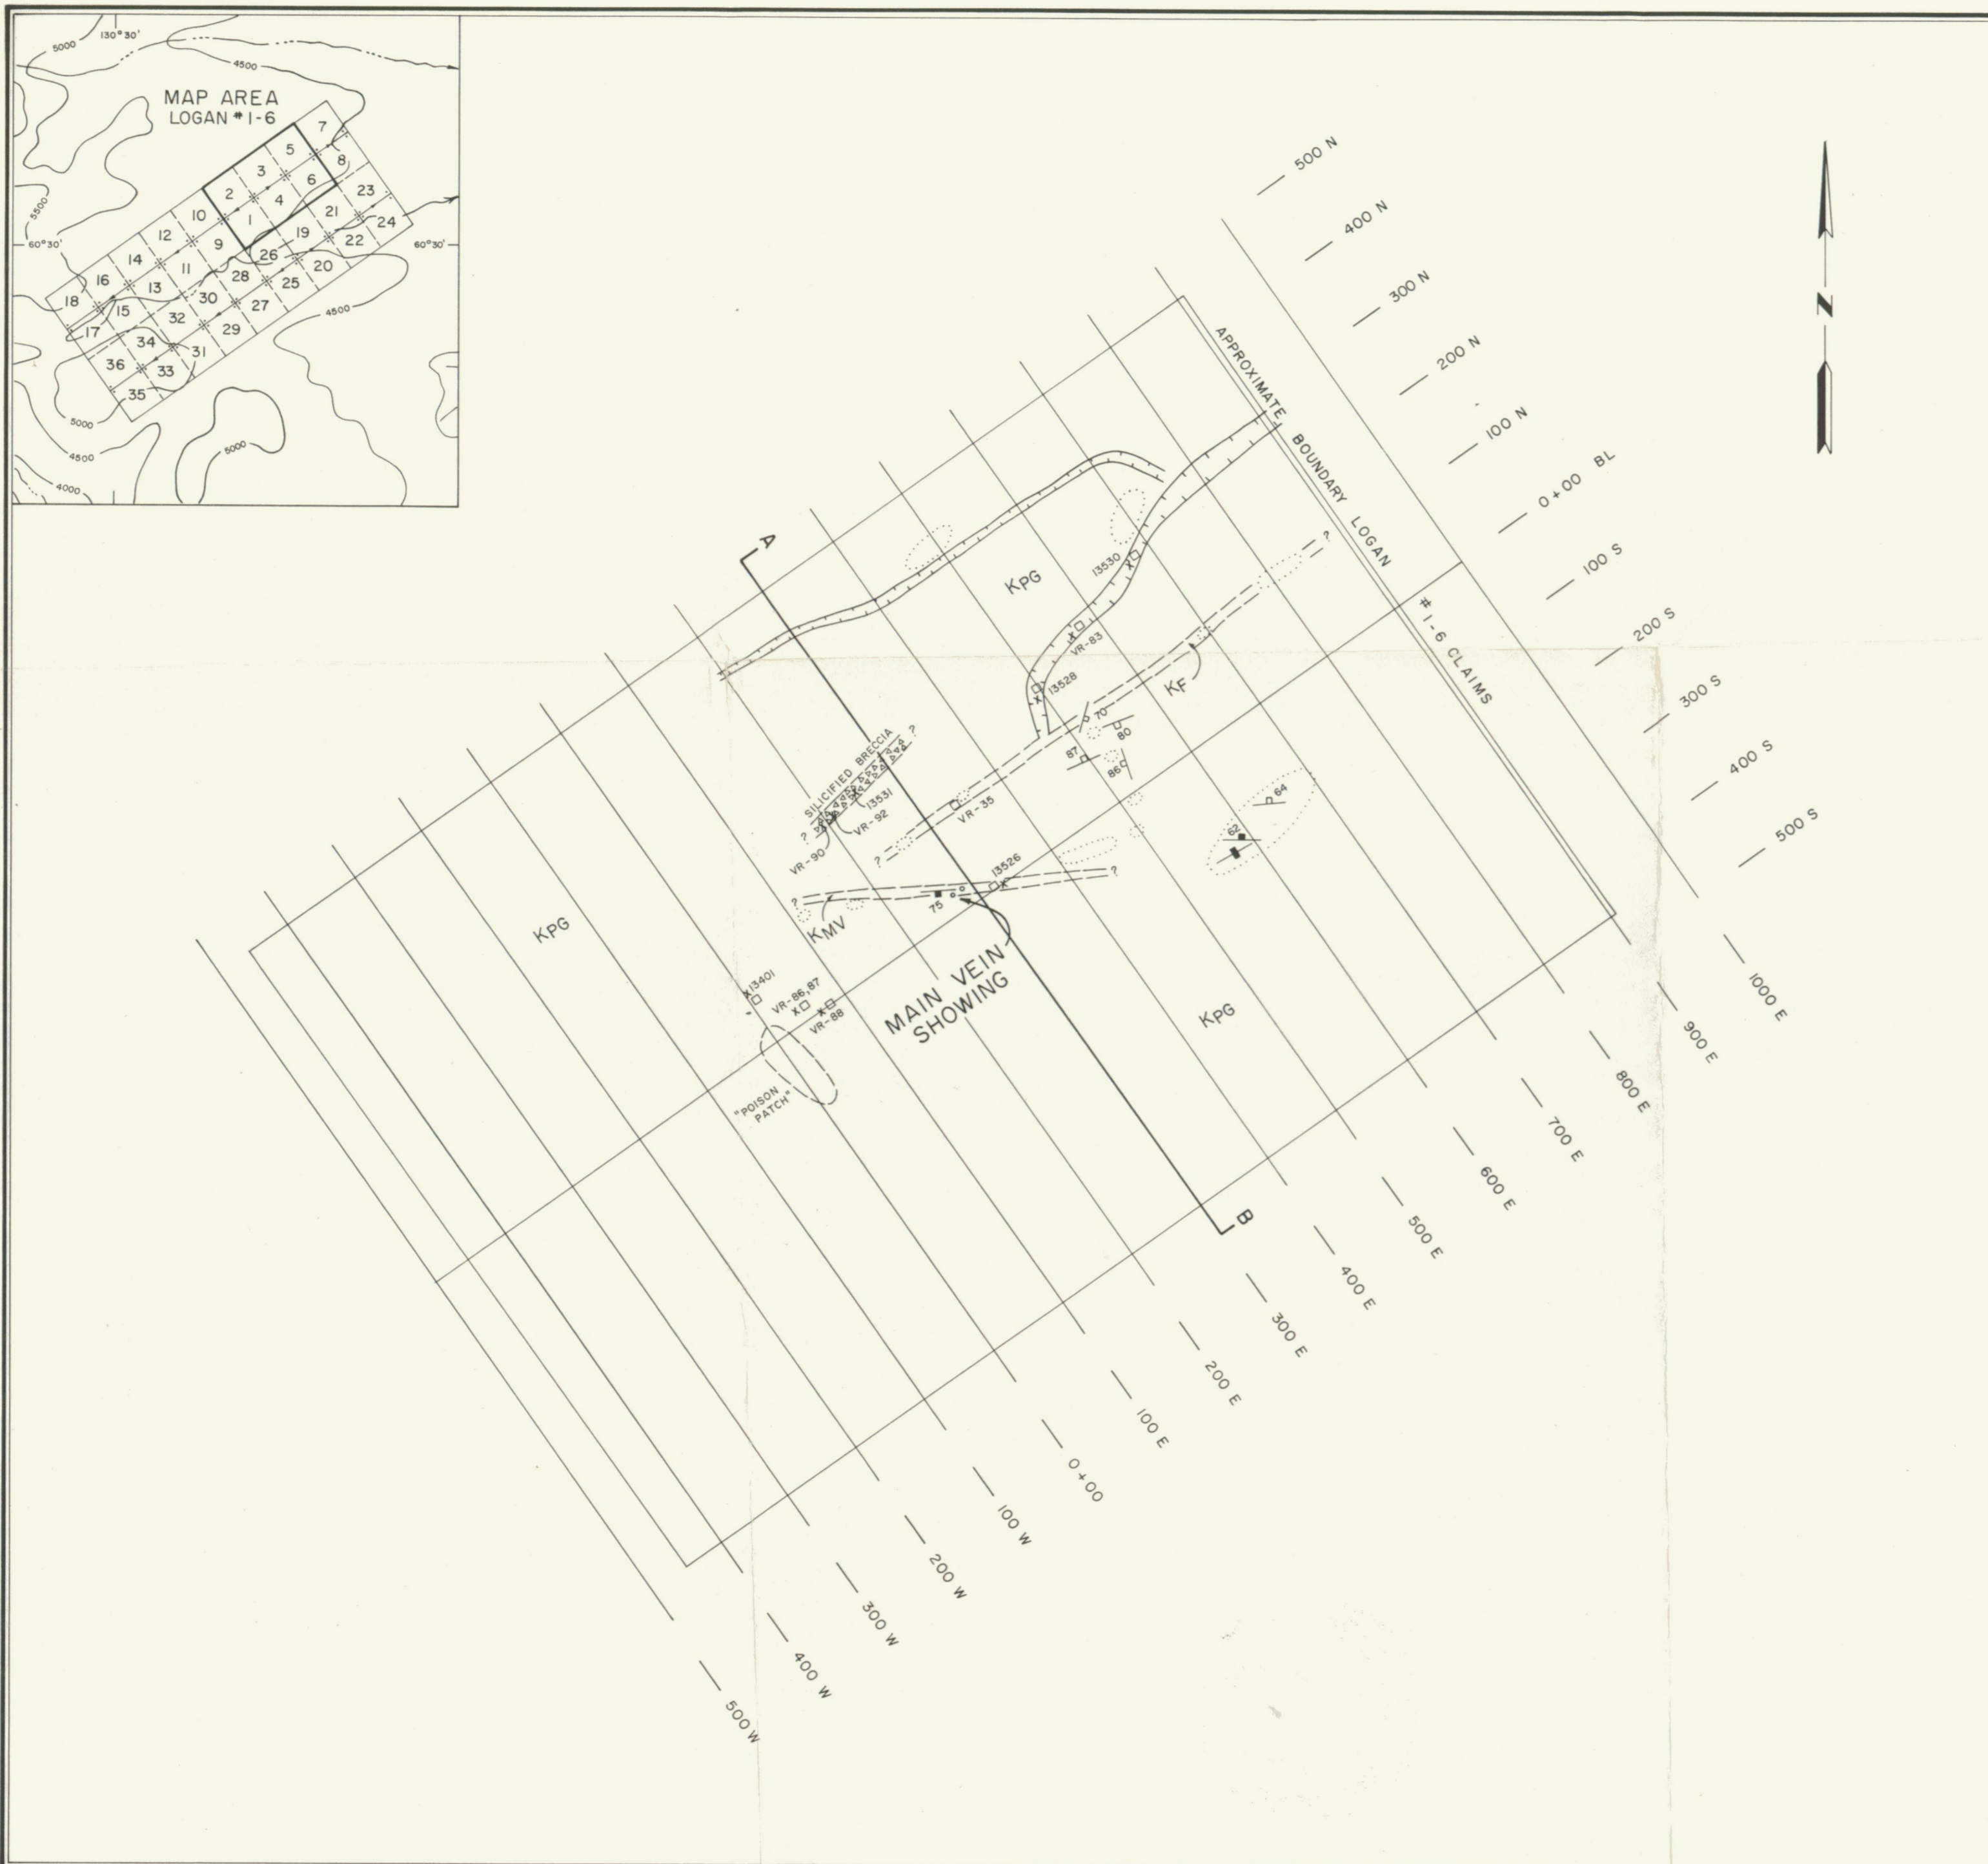 130°30'
5000
4500
MAP AREA
LOGAN # 1-6
7
5
8
3
6
2
4
23
10
1
21
24
12
9
19
22
14
26
20
11
28
25
16
13
30
27
18
15
32
29
17
34
31
36
33
35
5500
60°30'
60°30'
4500
5000
4500
4000
5000
500 N
400 N
300 N
200 N
100 N
0+00 BL
100 S
200 S
300 S
400 S
500 S
N
APPROXIMATE BOUNDARY LOGAN #1-6 CLAIMS
A
KPG
13530
VR-83
13528
KF
?
70
80
87
86
64
62
SILICIFIED BRECCIA
?
?
13531
VR-92
VR-90
VR-35
?
13526
?
?
75
KMV
KPG
MAIN VEIN
SHOWING
X13401
VR-86,87
VR-88
"POISON
PATCH"
KPG
B
1000 E
900 E
800 E
700 E
600 E
500 E
400 E
300 E
200 E
100 E
0+00
100 W
200 W
300 W
400 W
500 W